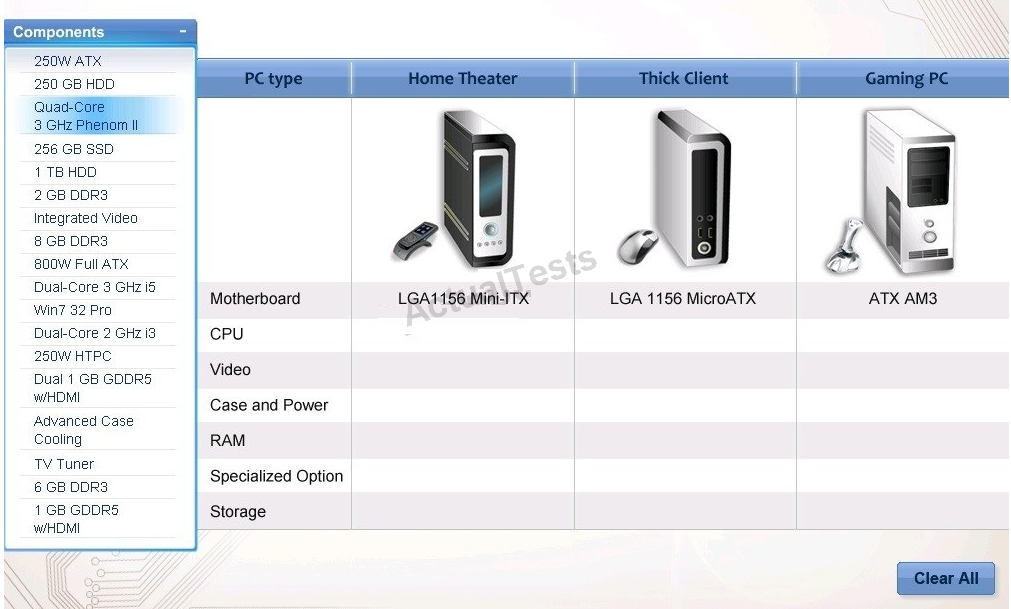 Components –
250W ATX
250 GB HDD
Quad-Core
3 GHz Phenom II
256 GB SSD
1 TB HDD
2 GB DDR3
Integrated Video
8 GB DDR3
800W Full ATX
Dual-Core 3 GHz i5
Win7 32 Pro
Dual-Core 2 GHz i3
250W HTPC
Dual 1 GB GDDR5
w/HDMI
Advanced Case
Cooling
TV Tuner
6 GB DDR3
1 GB GDDR5
w/HDMI
PC type Home Theater Thick Client Gaming PC
ActualTests
Motherboard LGA1156 Mini-ITX LGA 1156 MicroATX ATX AM3
CPU
Video
Case and Power
RAM
Specialized Option
Storage
Clear All